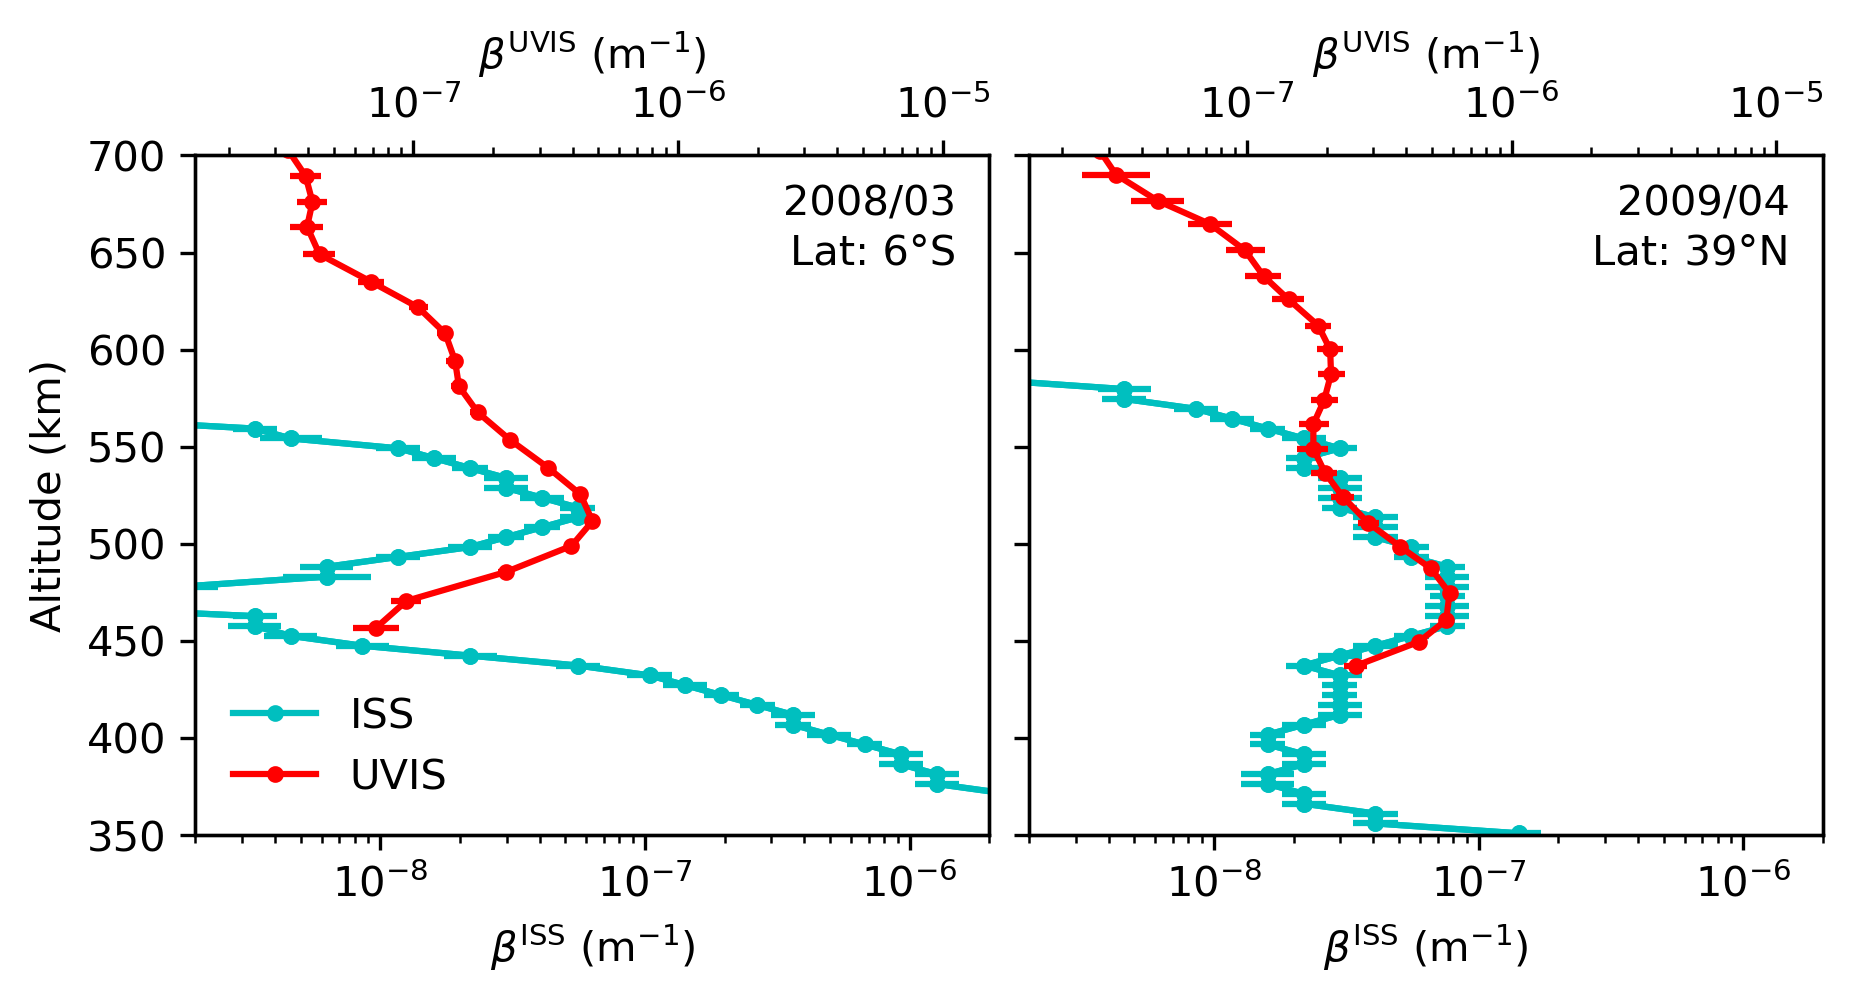 β^UVIS (m⁻¹) β^UVIS (m⁻¹)
10⁻⁷ 10⁻⁶ 10⁻⁵ 10⁻⁷ 10⁻⁶ 10⁻⁵
700
2008/03 2009/04
Lat: 6°S Lat: 39°N
650
600
550
500
450
400
350
Altitude (km)
ISS
UVIS
10⁻⁸ 10⁻⁷ 10⁻⁶ 10⁻⁸ 10⁻⁷ 10⁻⁶
β^ISS (m⁻¹) β^ISS (m⁻¹)